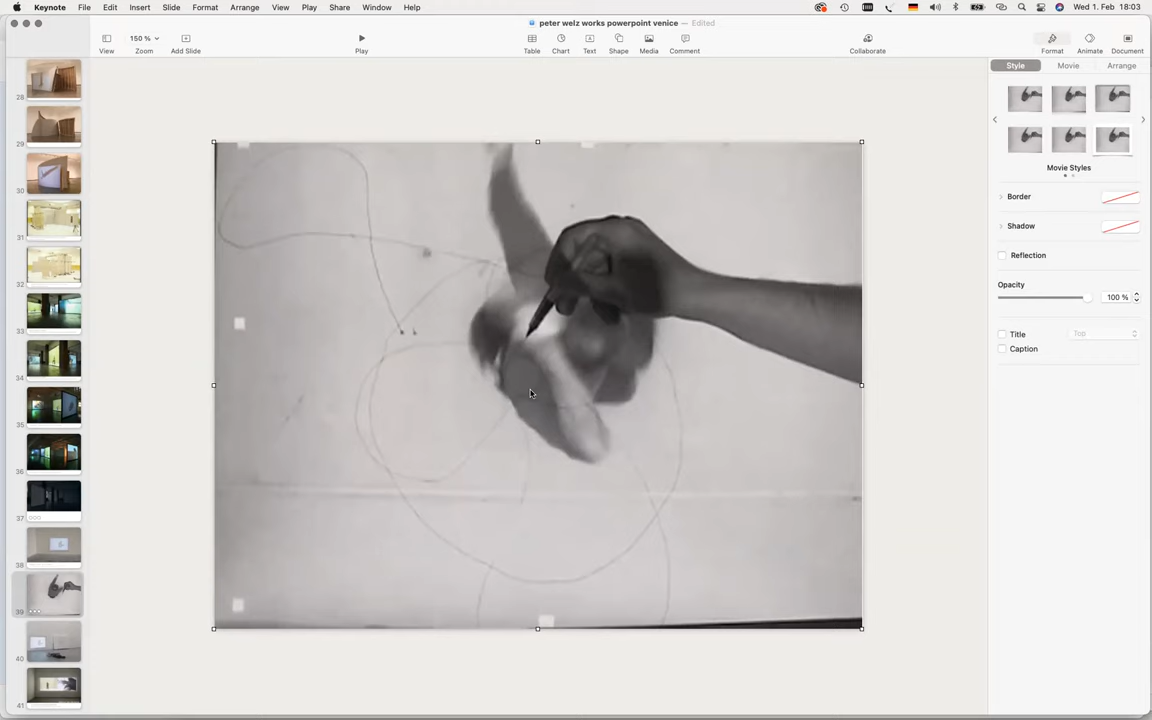 Keynote File Edit Insert Slide Format Arrange View Play Share Window Help Wed 1. Feb 18:03
peter welz works powerpoint venice — Edited
150 %
View Zoom Add Slide Play Table Chart Text Shape Media Comment Collaborate Format Animate Document
Style Movie Arrange
Movie Styles
Border
Shadow
Reflection
Opacity
100 %
Title Top
Caption
28
29
30
31
32
33
34
35
36
37
38
39
40
41